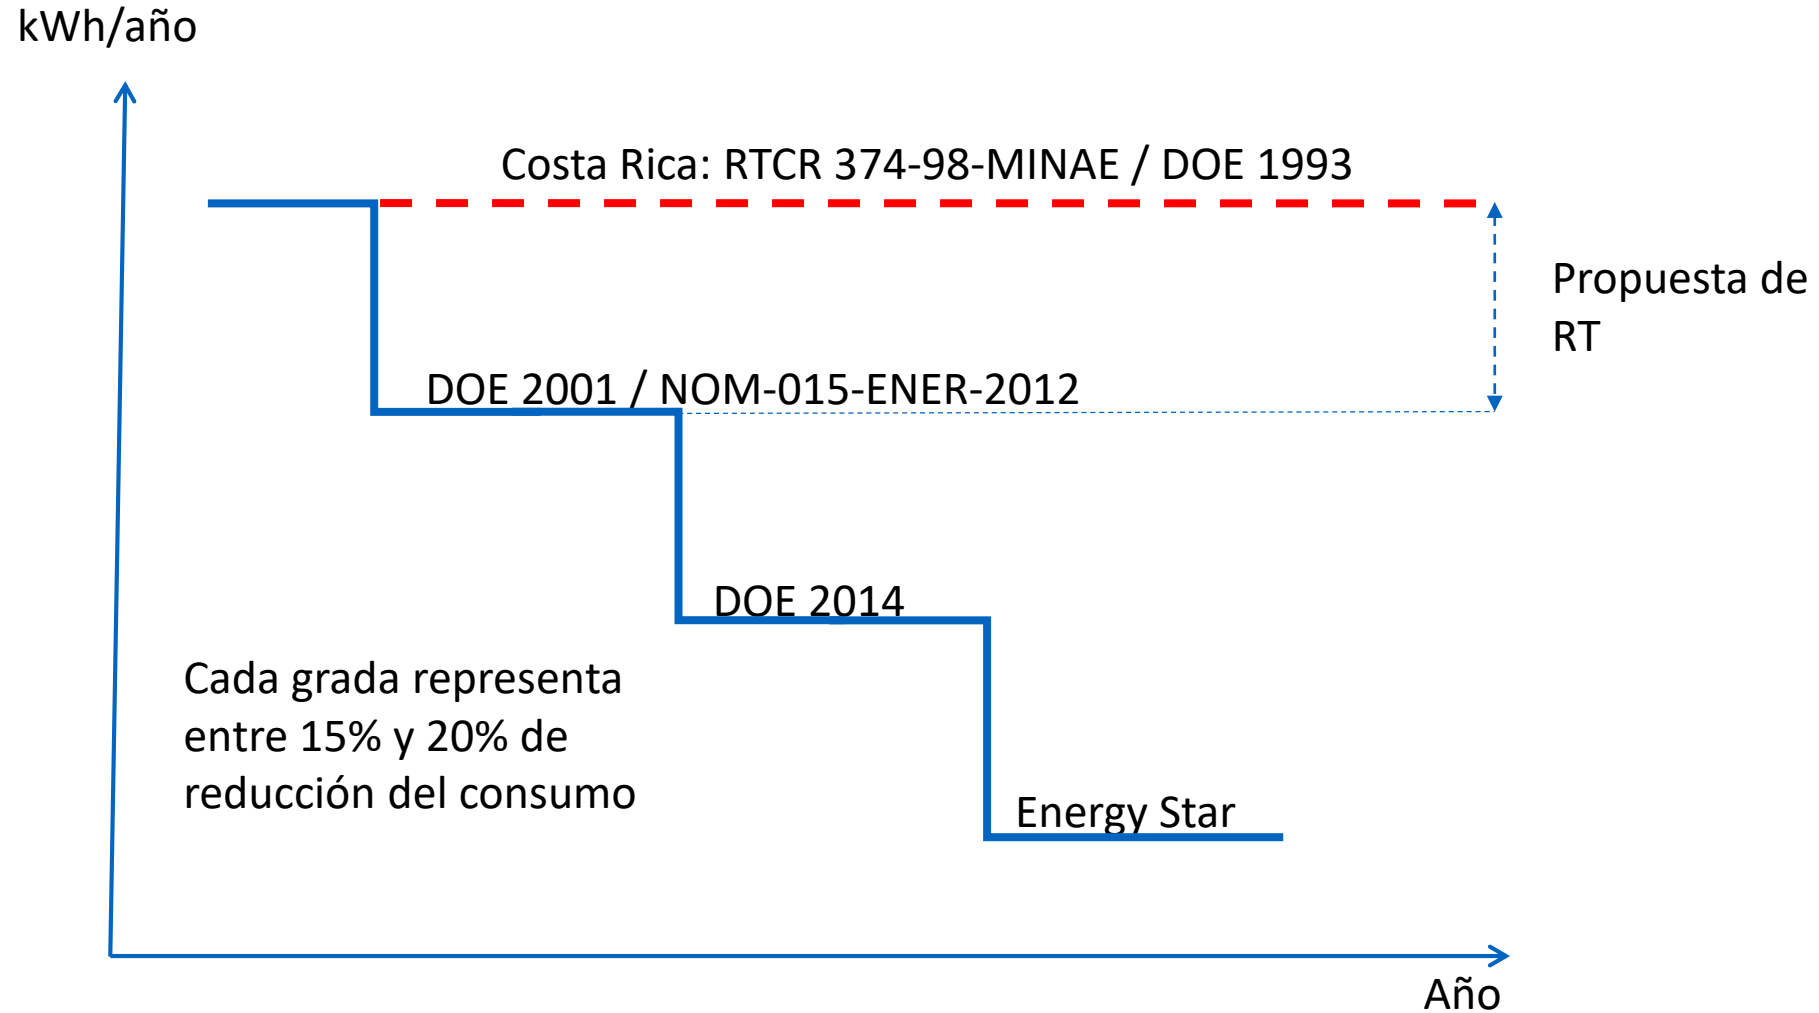 kWh/año
Costa Rica: RTCR 374-98-MINAE / DOE 1993
Propuesta de
RT
DOE 2001 / NOM-015-ENER-2012
DOE 2014
Cada grada representa
entre 15% y 20% de
reducción del consumo
Energy Star
Año